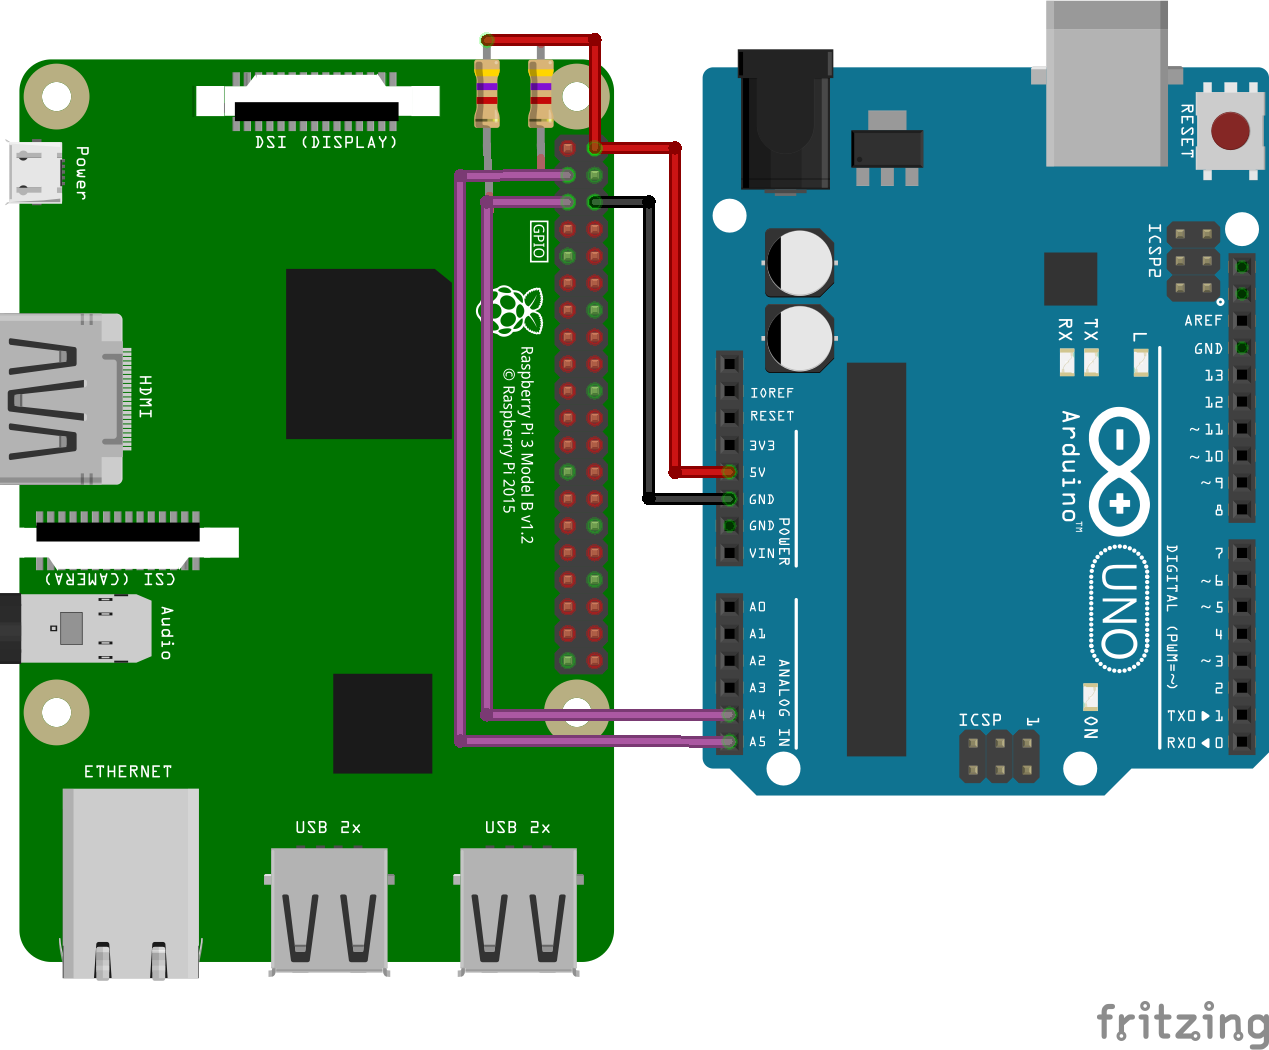 DSI (DISPLAY)
Power
GPIO
HDMI
Raspberry Pi 3 Model B v1.2
© Raspberry Pi 2015
CSI (CAMERA)
Audio
ETHERNET
USB 2x
USB 2x
RESET
ICSP2
AREF
GND
13
12
~11
~10
~9
8
7
~6
~5
4
~3
2
TX0▶1
RX0◀0
RX
TX
L
Arduino™
UNO
DIGITAL (PWM=~)
ON
ICSP
1
IOREF
RESET
3V3
5V
GND
GND
VIN
POWER
A0
A1
A2
A3
A4
A5
ANALOG IN
fritzing